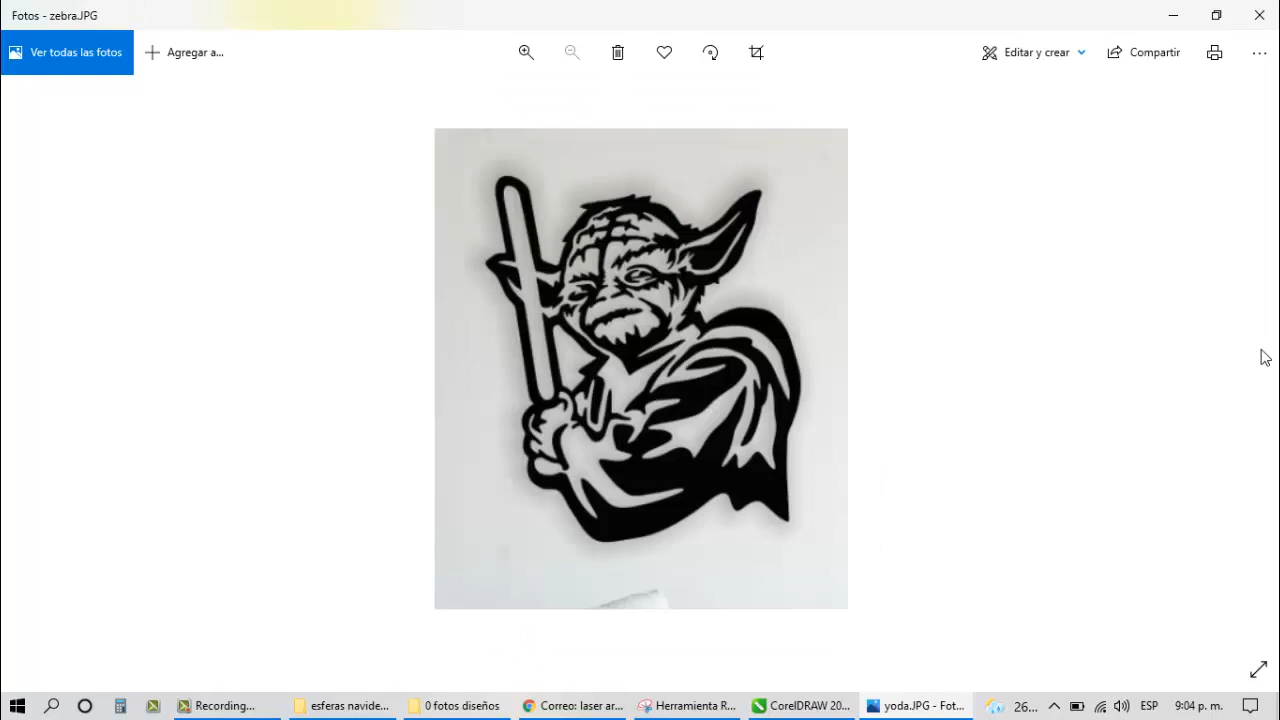 Fotos - zebra.JPG
Ver todas las fotos
Agregar a...
Editar y crear
Compartir
Recording...
esferas navide...
0 fotos diseños
Correo: laser ar...
Herramienta R...
CorelDRAW 20...
yoda.JPG - Fot...
26...
ESP
9:04 p. m.